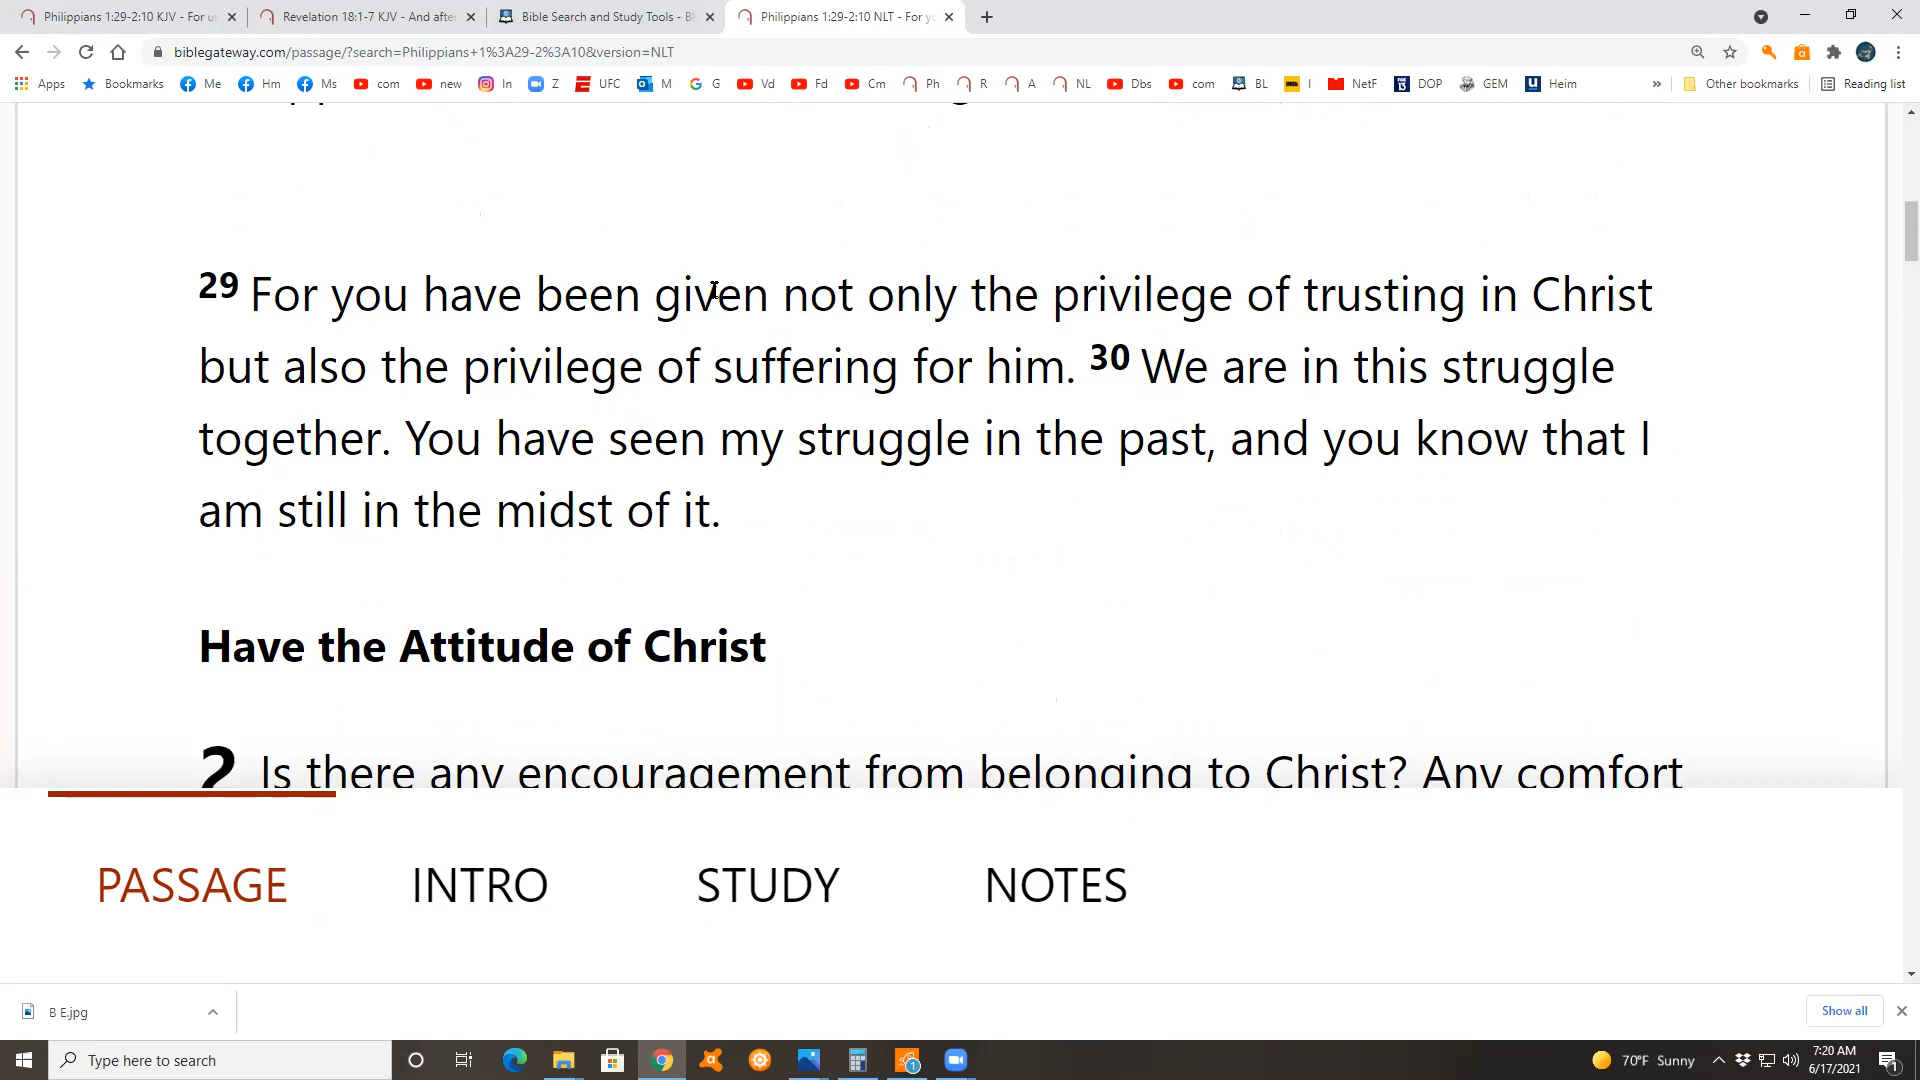 Philippians 1:29-2:10 KJV - For u
Revelation 18:1-7 KJV - And afte
Bible Search and Study Tools - Bl
Philippians 1:29-2:10 NLT - For yo
biblegateway.com/passage/?search=Philippians+1%3A29-2%3A10&version=NLT
Apps Bookmarks Me Hm Ms com new In Z UFC M G Vd Fd Cm Ph R A NL Dbs com BL I NetF DOP GEM Heim » Other bookmarks Reading list
29 For you have been given not only the privilege of trusting in Christ
but also the privilege of suffering for him. 30 We are in this struggle
together. You have seen my struggle in the past, and you know that I
am still in the midst of it.
Have the Attitude of Christ
2 Is there any encouragement from belonging to Christ? Any comfort
PASSAGE INTRO STUDY NOTES
B E.jpg
Show all
Type here to search
70°F Sunny
7:20 AM
6/17/2021